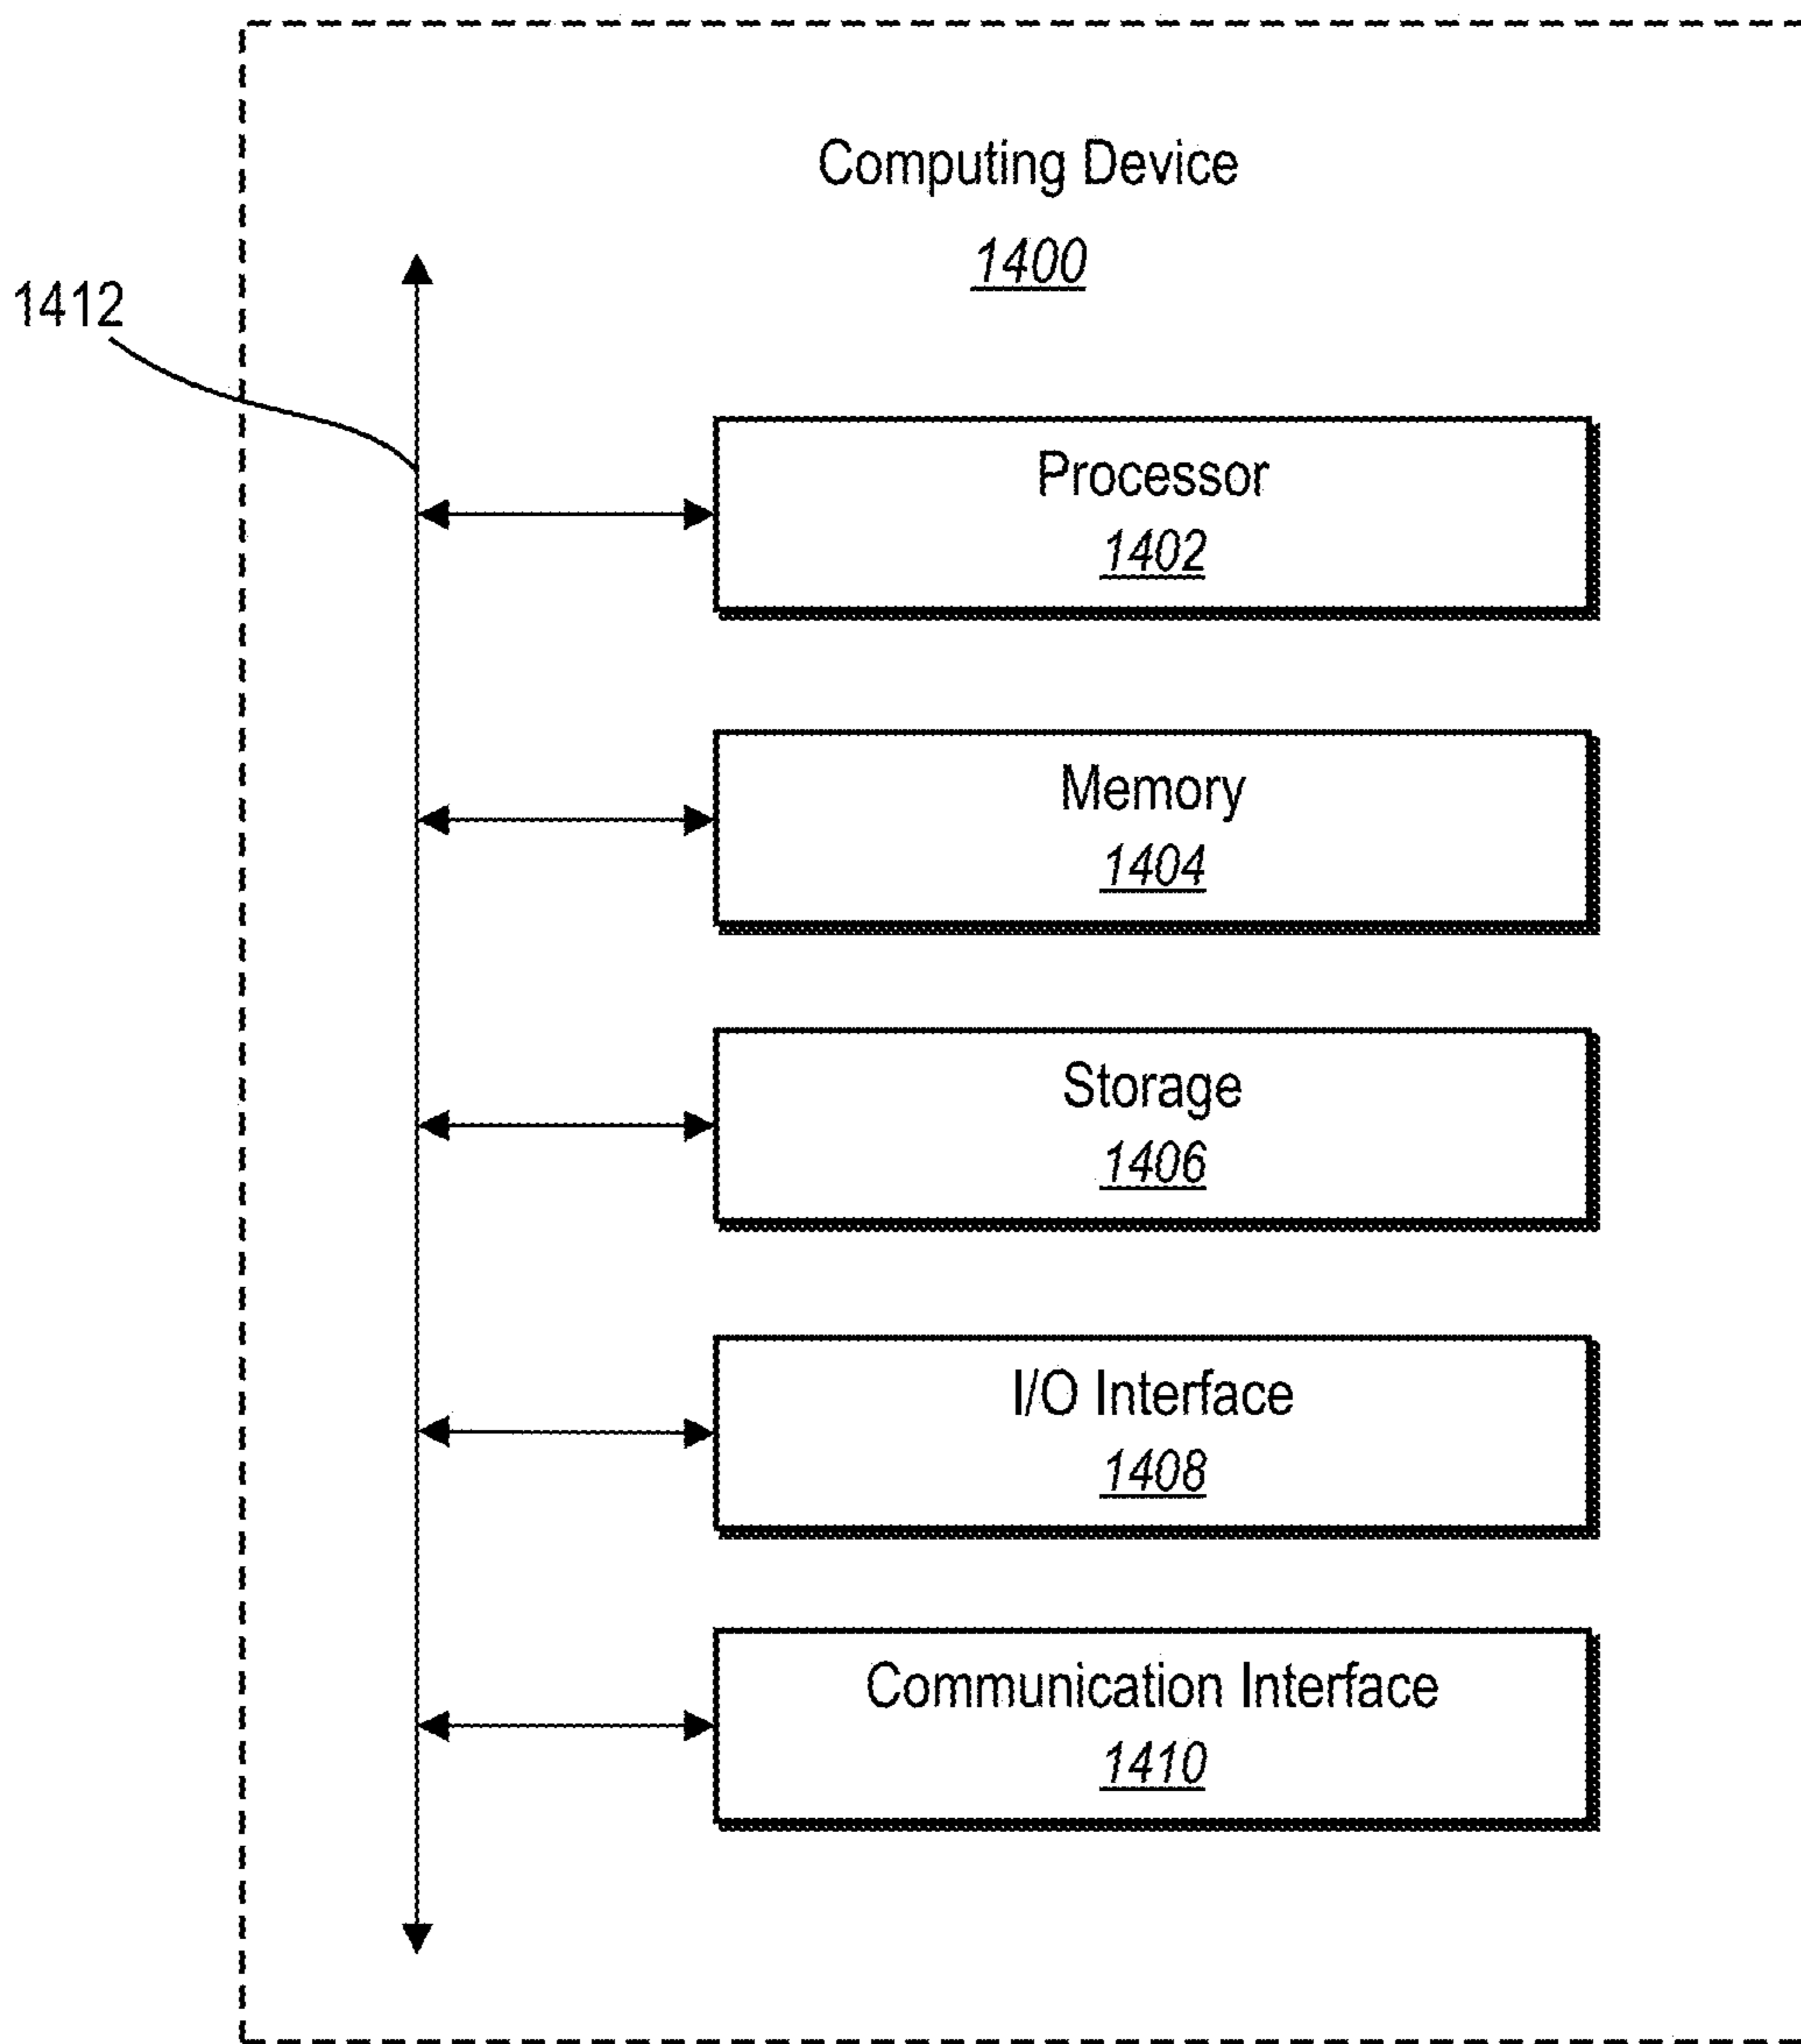 Computing Device
1400
1412
Processor
1402
Memory
1404
Storage
1406
I/O Interface
1408
Communication Interface
1410